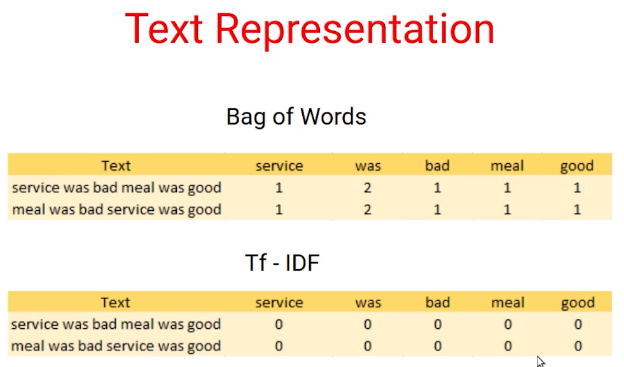 Text Representation
Bag of Words
Text service was bad meal good
service was bad meal was good 1 2 1 1 1
meal was bad service was good 1 2 1 1 1
Tf - IDF
Text service was bad meal good
service was bad meal was good 0 0 0 0 0
meal was bad service was good 0 0 0 0 0